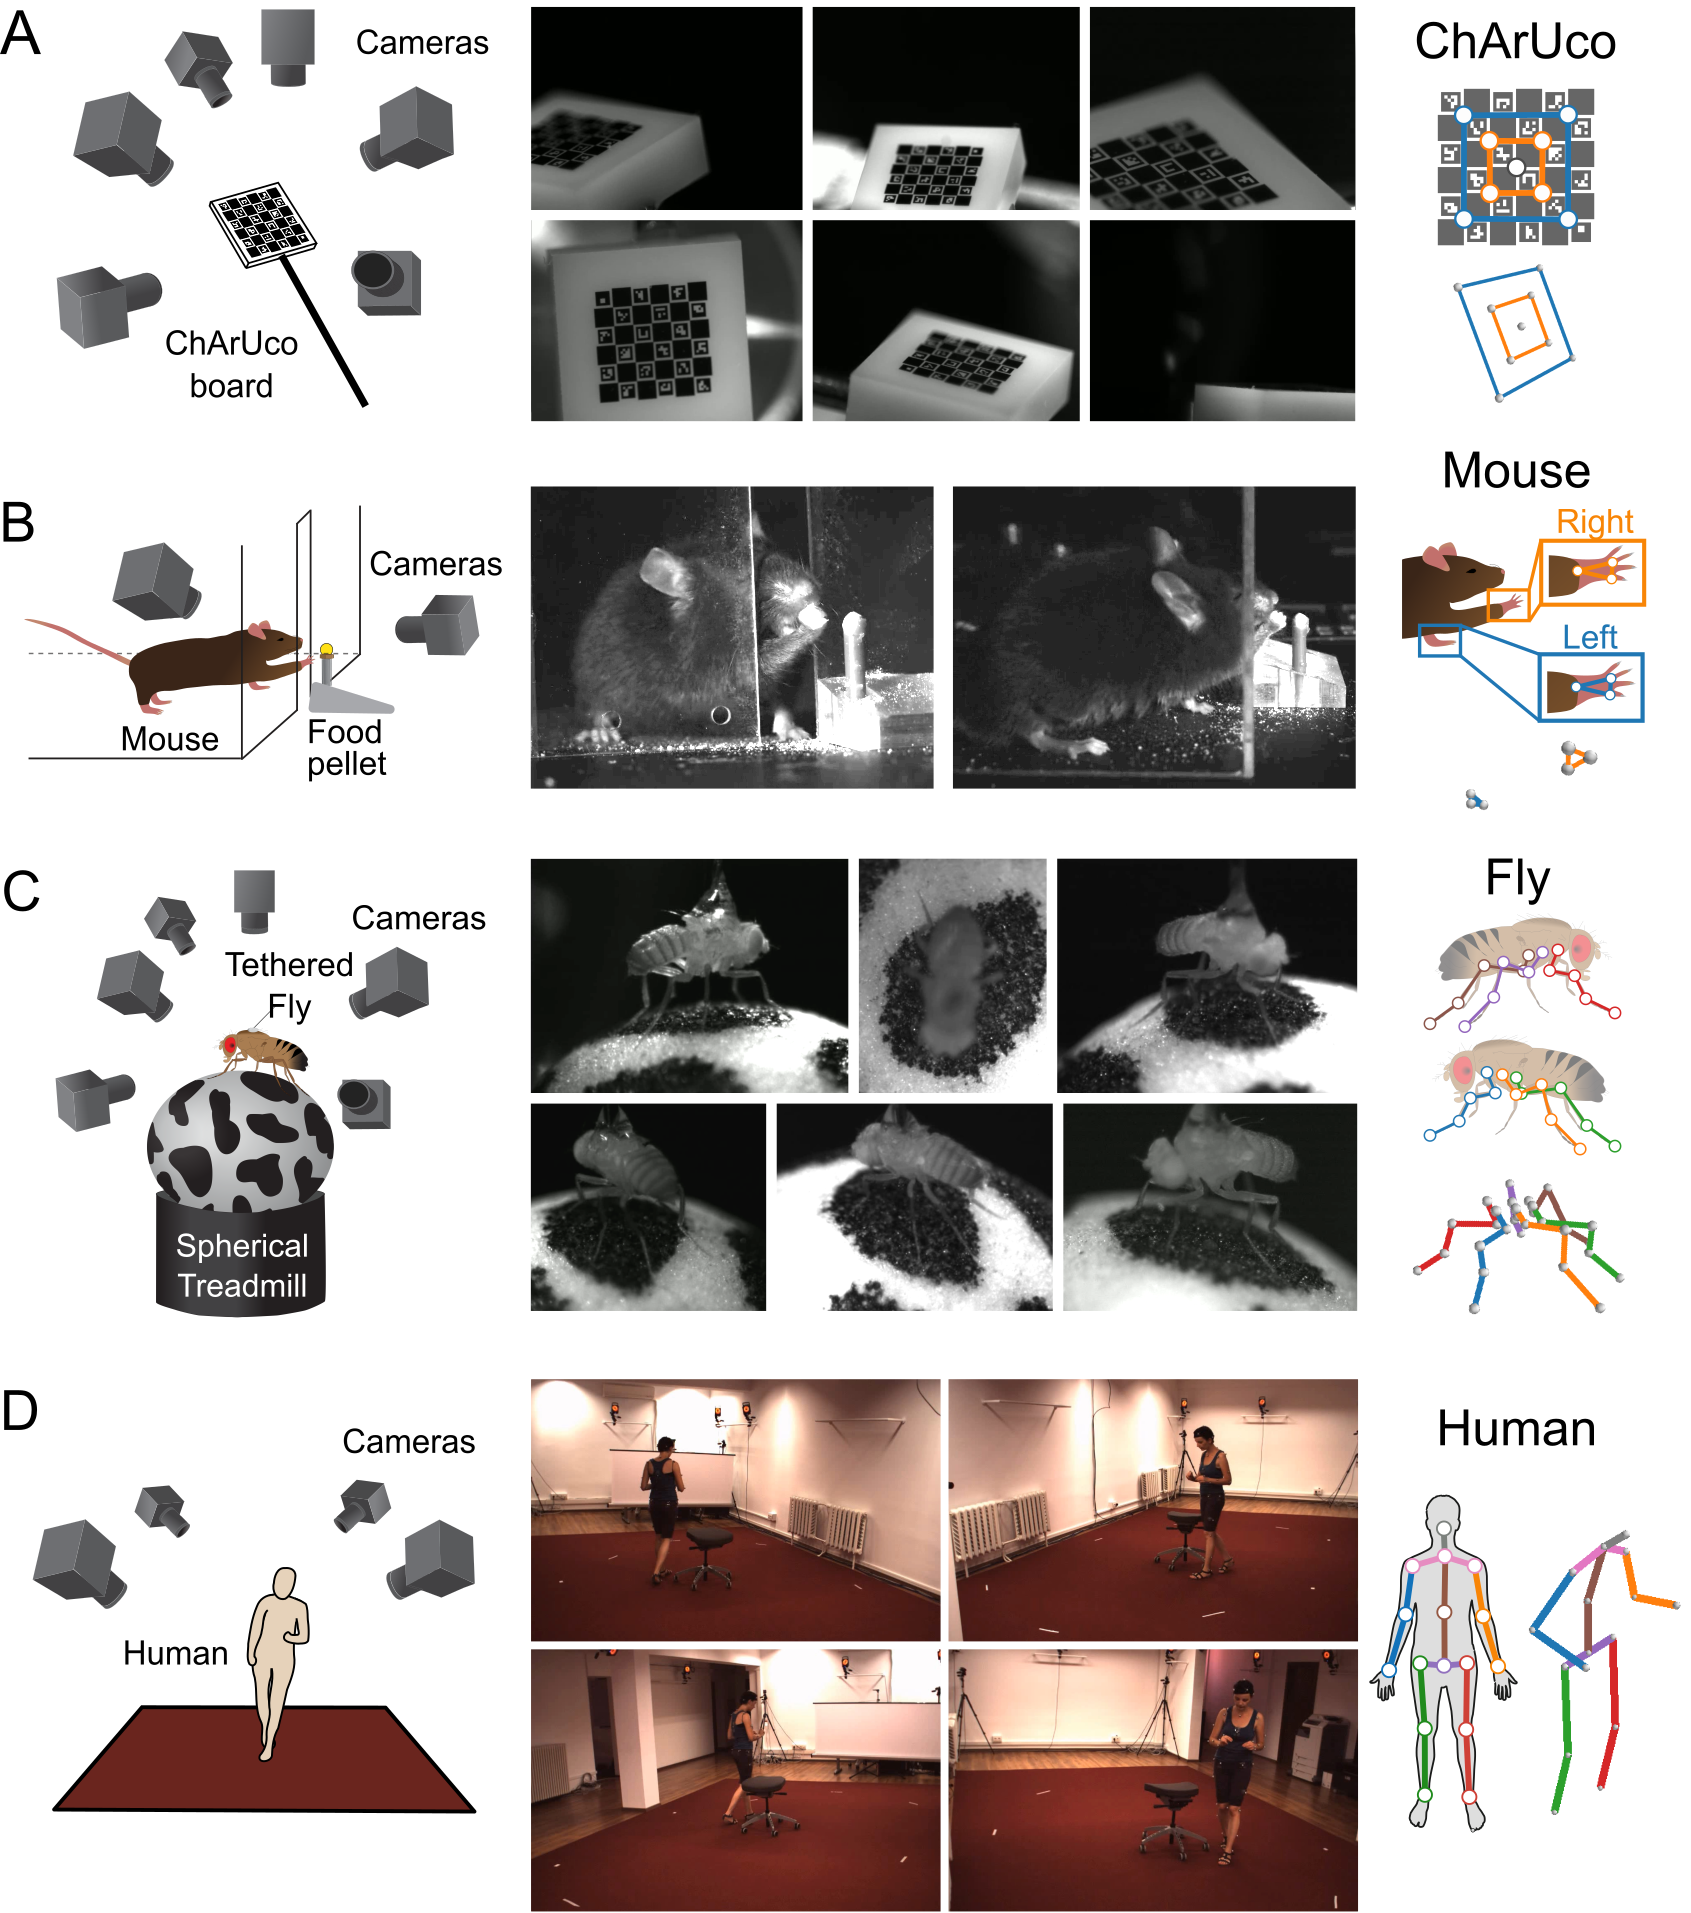 A
Cameras
ChArUco
board
ChArUco
B
Cameras
Mouse
Food
pellet
Mouse
Right
Left
C
Cameras
Tethered
Fly
Spherical
Treadmill
Fly
D
Cameras
Human
Human